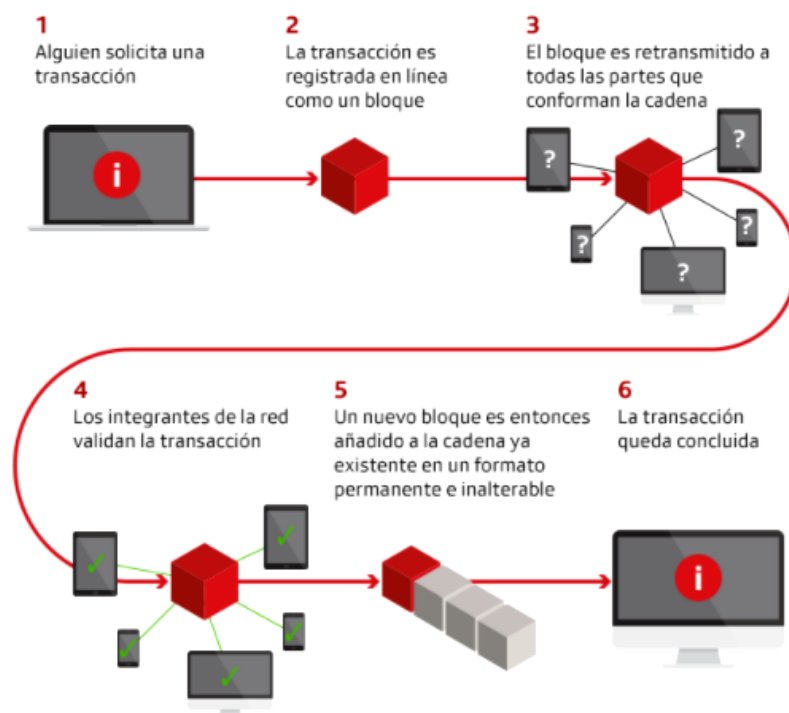 1
Alguien solicita una
transacción
2
La transacción es
registrada en línea
como un bloque
3
El bloque es retransmitido a
todas las partes que
conforman la cadena
i
?
?
?
?
?
4
Los integrantes de la red
validan la transacción
5
Un nuevo bloque es entonces
añadido a la cadena ya
existente en un formato
permanente e inalterable
6
La transacción
queda concluida
i